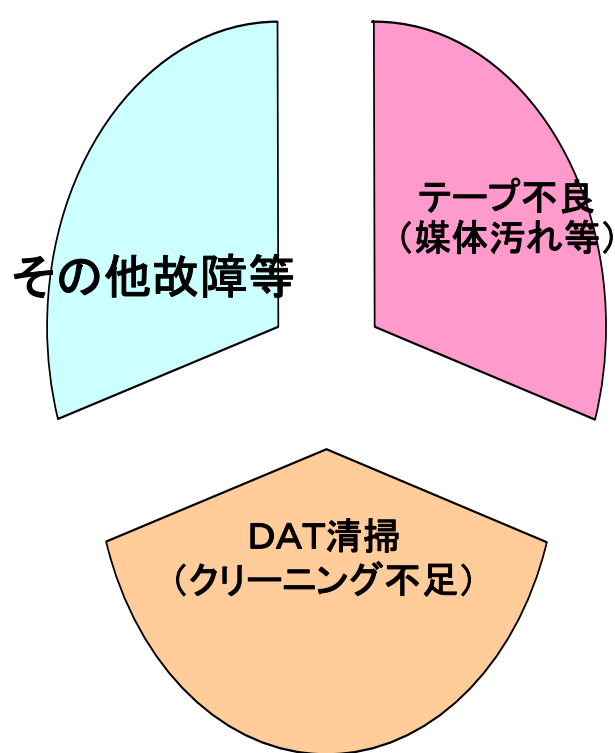 テープ不良
（媒体汚れ等）
その他故障等
DAT清掃
（クリーニング不足）